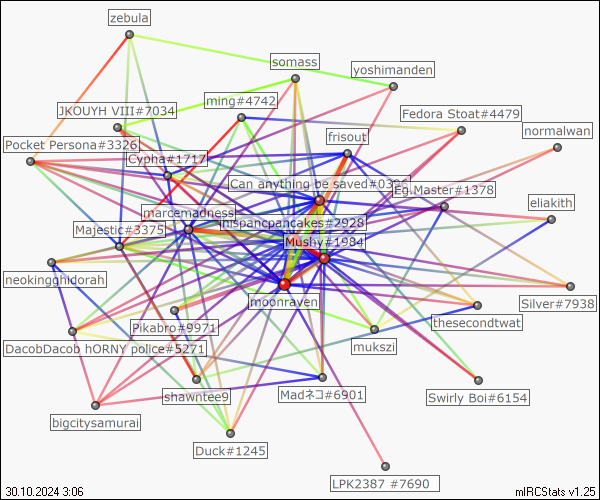 zebula
somass
yoshimanden
ming#4742
JKOUYH VIII#7034
Fedora Stoat#4479
frisout
normalwan
Pocket Persona#3326
Cypha#1717
Can anything be saved#0
Eg.Master#1378
marcemadness
hispancpancakes#2928
eliakith
Majestic#3375
Mushy#1984
neokingghidorah
moonraven
Silver#7938
Pikabro#9971
thesecondtwat
DacobDacob hORNY police#5271
mukszi
shawntee9
Madネコ#6901
Swirly Boi#6154
bigcitysamurai
Duck#1245
LPK2387 #7690
30.10.2024 3:06
mIRCStats v1.25